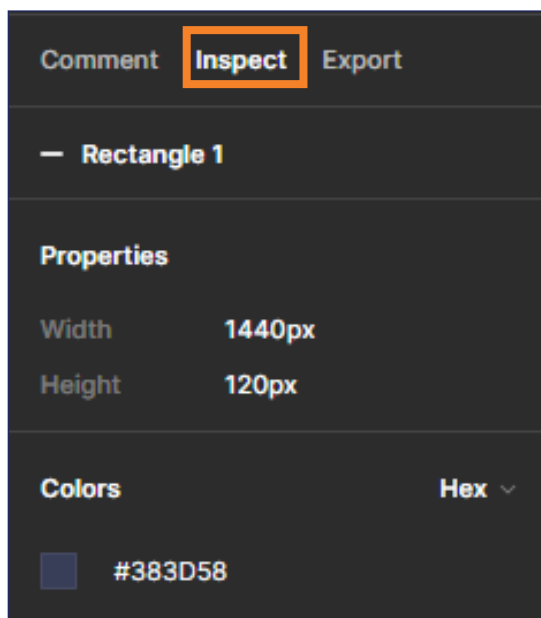 Comment Inspect Export
Rectangle 1
Properties
Width 1440px
Height 120px
Colors Hex
#383D58